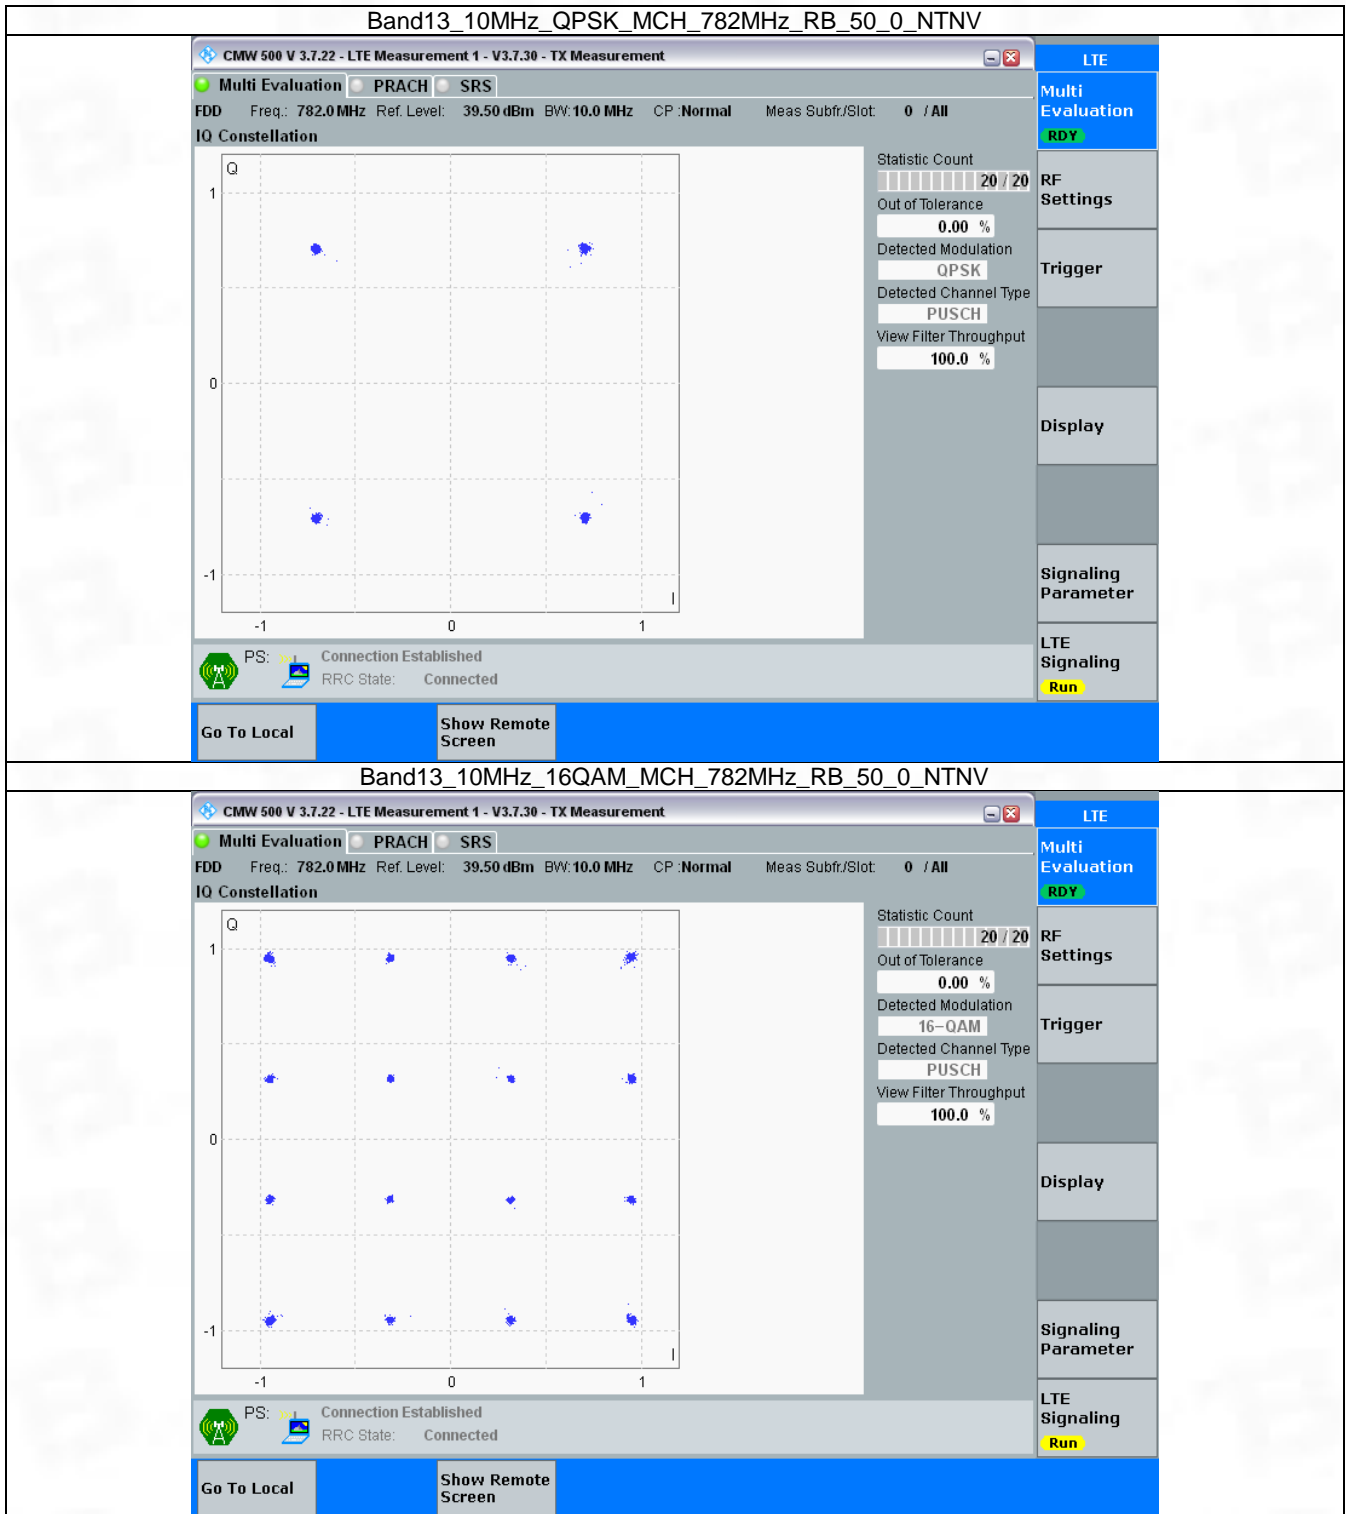 Band13_10MHz_QPSK_MCH_782MHz_RB_50_0_NTNV
CMW 500 V 3.7.22 - LTE Measurement 1 - V3.7.30 - TX Measurement
LTE
Multi Evaluation PRACH SRS
Multi
Evaluation
RDY
FDD Freq.: 782.0 MHz Ref. Level: 39.50 dBm BW: 10.0 MHz CP :Normal Meas Subfr./Slot: 0 / All
IQ Constellation
Q
1
0
-1
I
-1 0 1
Statistic Count
20 / 20
Out of Tolerance
0.00 %
Detected Modulation
QPSK
Detected Channel Type
PUSCH
View Filter Throughput
100.0 %
RF
Settings
Trigger
Display
Signaling
Parameter
LTE
Signaling
Run
PS: Connection Established
RRC State: Connected
Go To Local
Show Remote
Screen
Band13_10MHz_16QAM_MCH_782MHz_RB_50_0_NTNV
CMW 500 V 3.7.22 - LTE Measurement 1 - V3.7.30 - TX Measurement
LTE
Multi Evaluation PRACH SRS
Multi
Evaluation
RDY
FDD Freq.: 782.0 MHz Ref. Level: 39.50 dBm BW: 10.0 MHz CP :Normal Meas Subfr./Slot: 0 / All
IQ Constellation
Q
1
0
-1
I
-1 0 1
Statistic Count
20 / 20
Out of Tolerance
0.00 %
Detected Modulation
16-QAM
Detected Channel Type
PUSCH
View Filter Throughput
100.0 %
RF
Settings
Trigger
Display
Signaling
Parameter
LTE
Signaling
Run
PS: Connection Established
RRC State: Connected
Go To Local
Show Remote
Screen